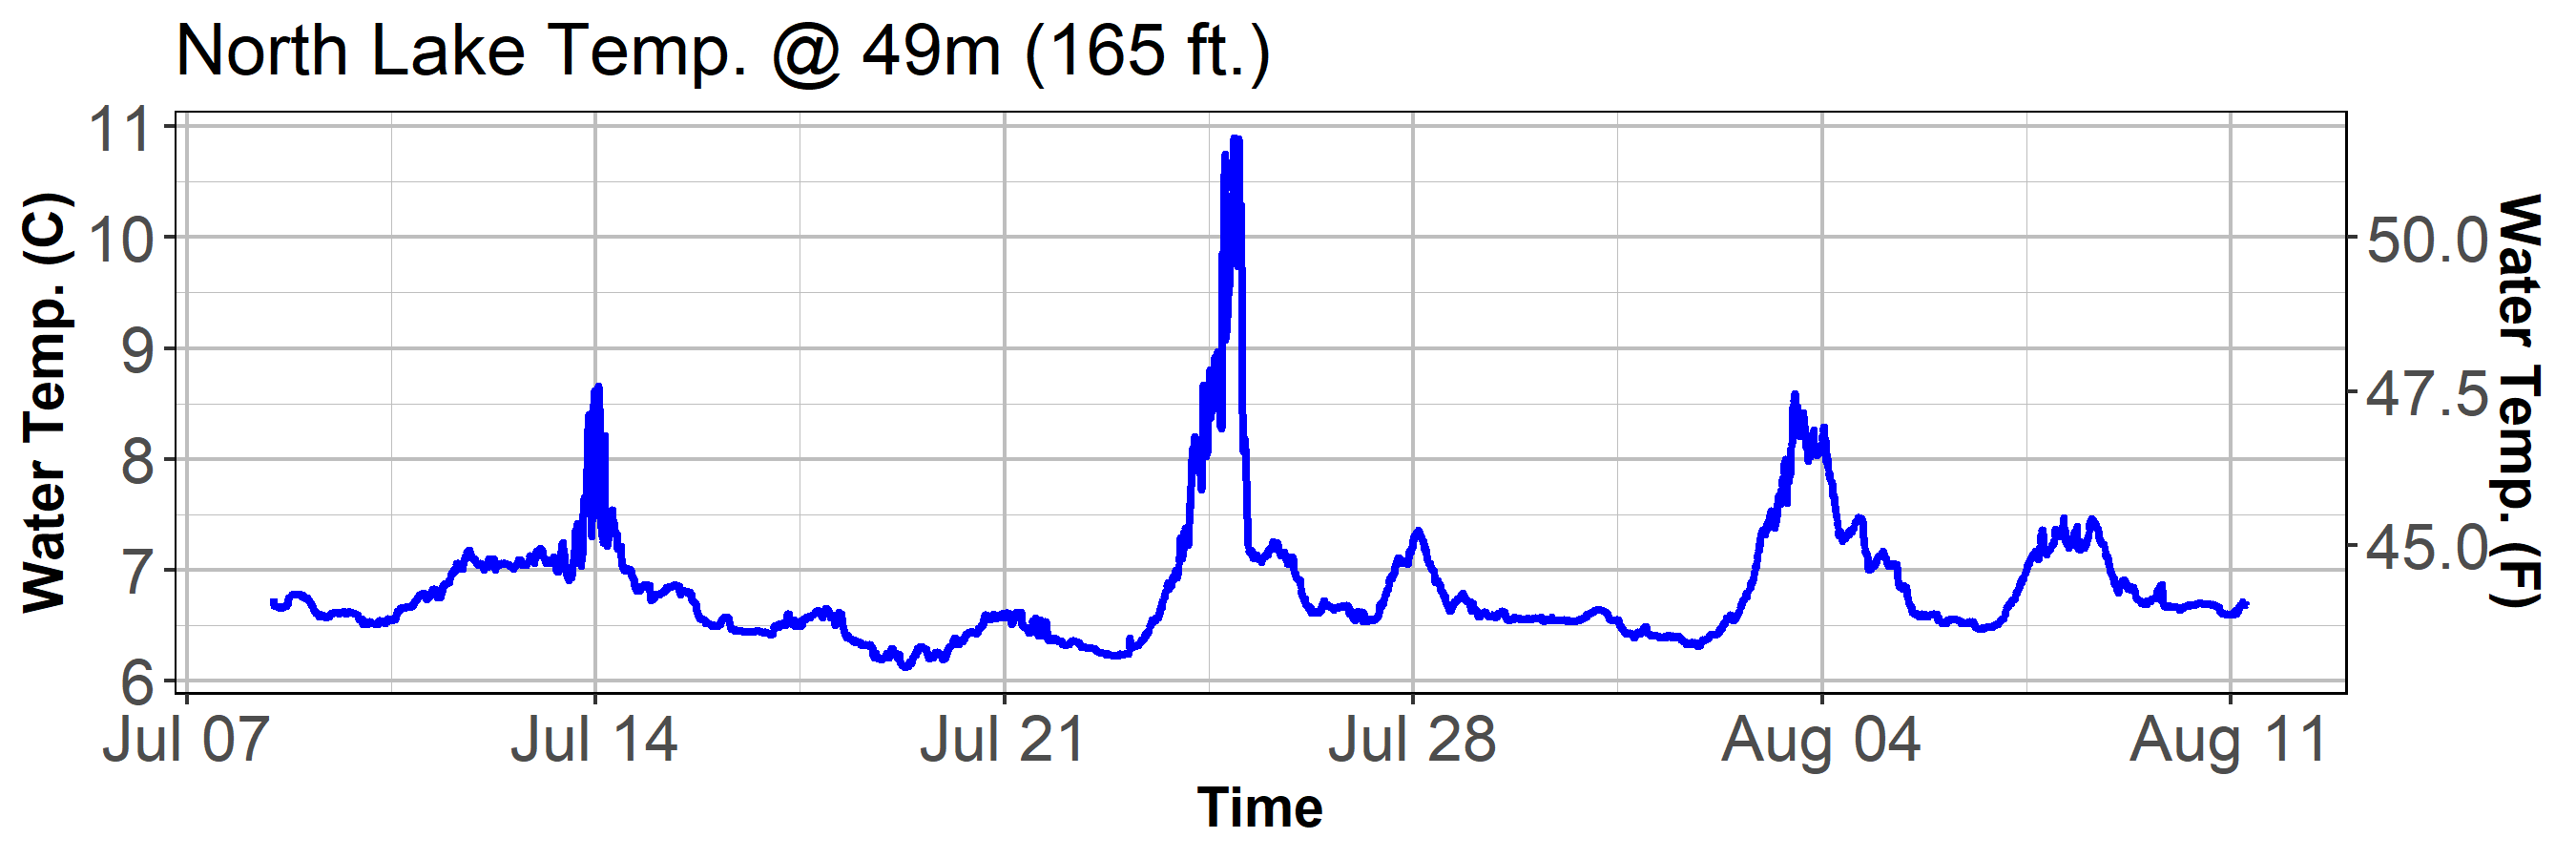 North Lake Temp. @ 49m (165 ft.)
Water Temp. (C)
11
10
9
8
7
6
50.0
47.5
45.0
Water Temp. (F)
Jul 07 Jul 14 Jul 21 Jul 28 Aug 04 Aug 11
Time